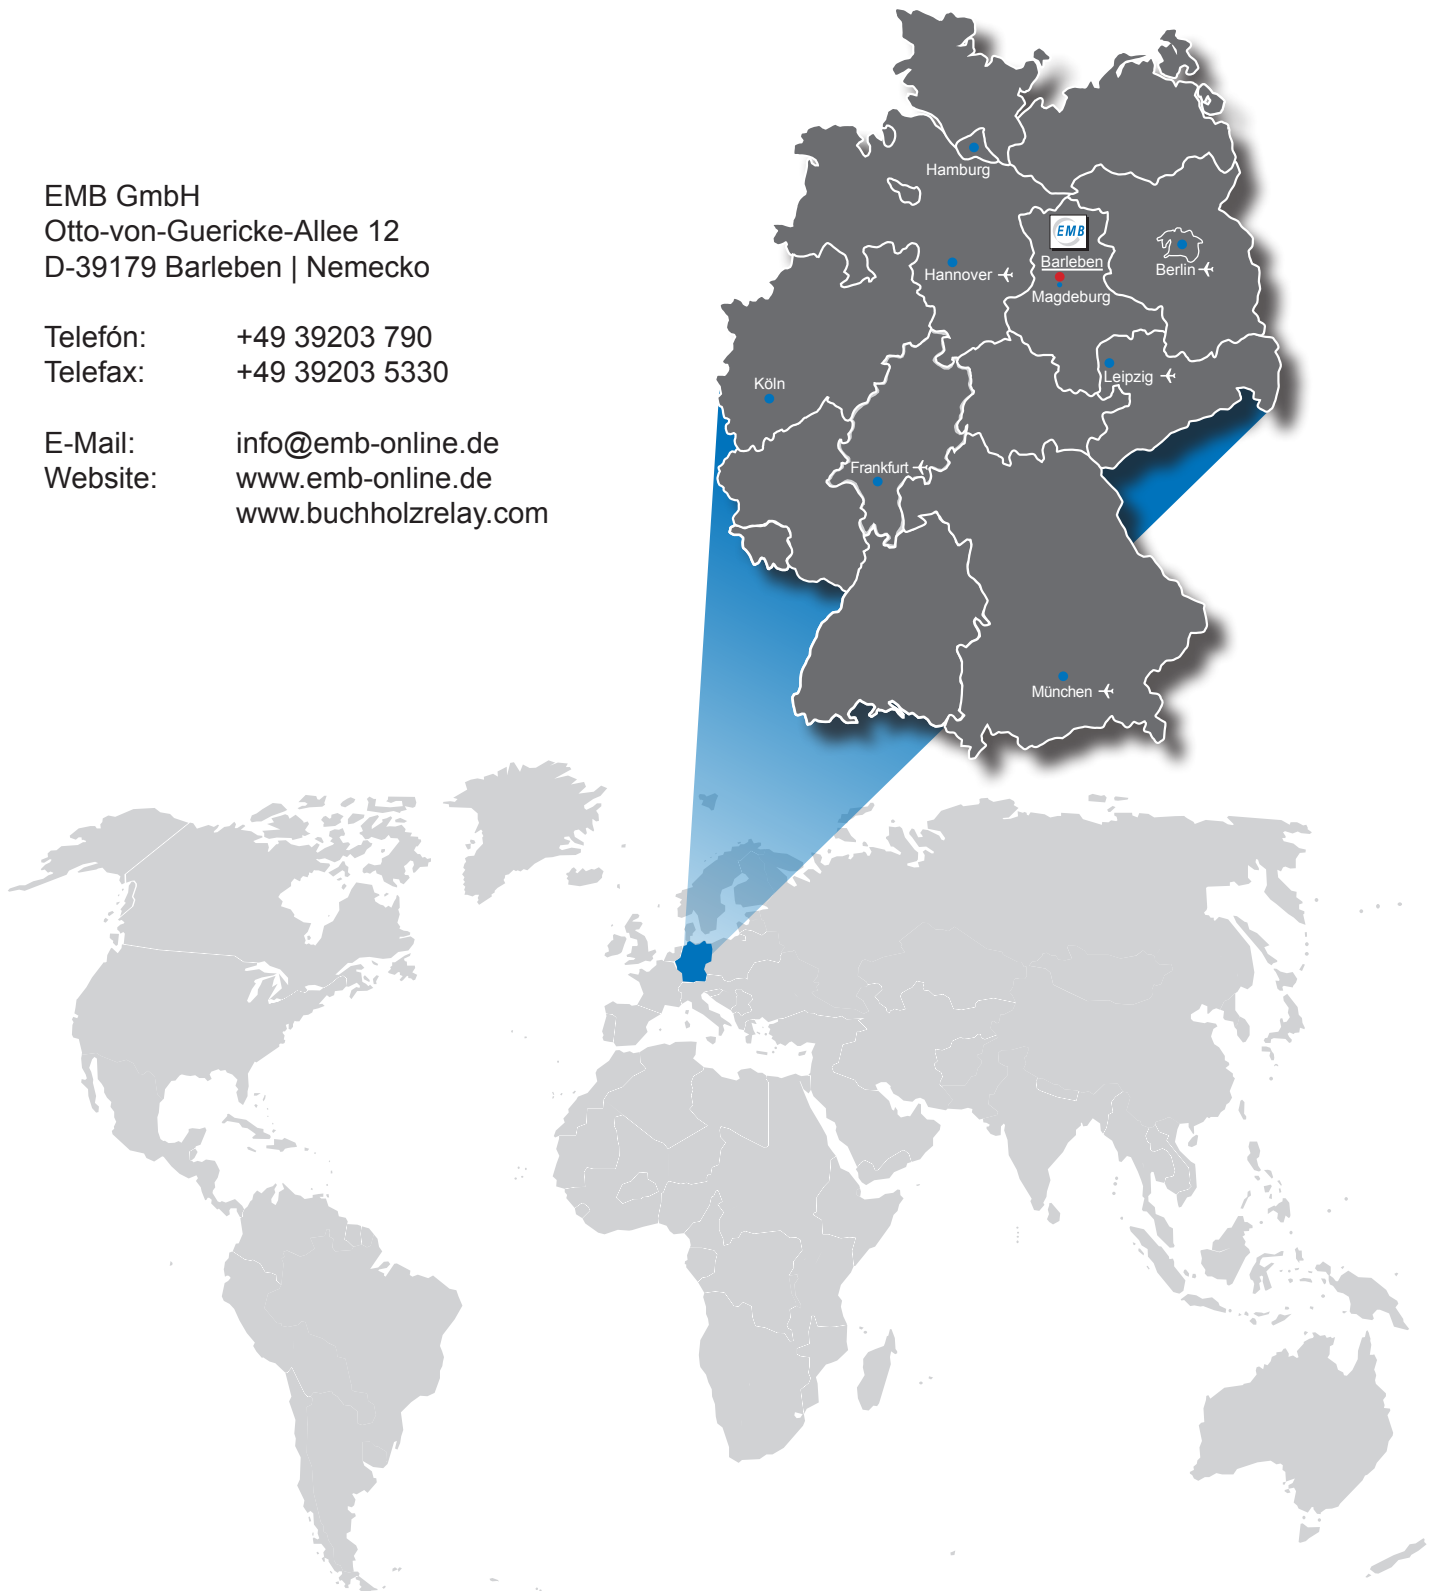 EMB GmbH
Otto-von-Guericke-Allee 12
D-39179 Barleben | Nemecko
Telefón: +49 39203 790
Telefax: +49 39203 5330
E-Mail: info@emb-online.de
Website: www.emb-online.de
www.buchholzrelay.com
Hamburg
EMB
Barleben
Magdeburg
Hannover
Berlin
Leipzig
Köln
Frankfurt
München